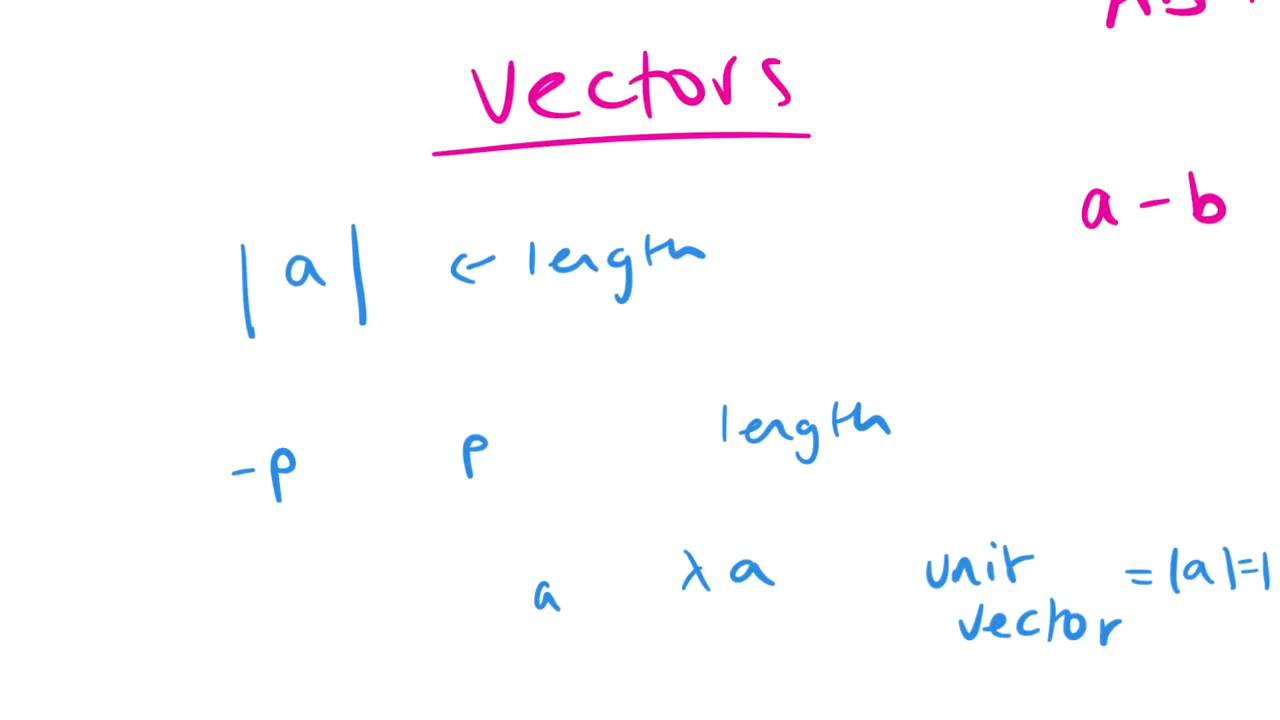 vectors
a - b
|a| ← length
-p p length
a λa unit vector = |a|=1